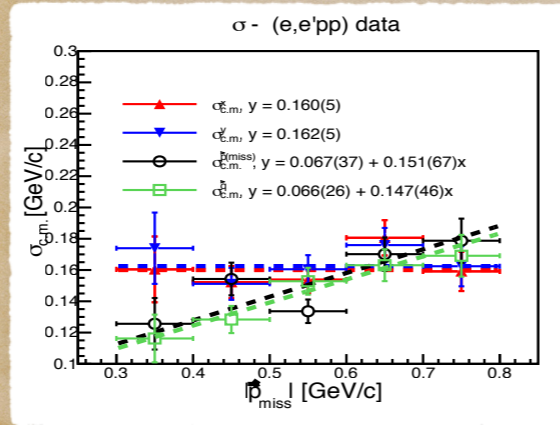 σ - (e,e'pp) data
σc.m. [GeV/c]
0.3
0.28
0.26
0.24
0.22
0.2
0.18
0.16
0.14
0.12
0.1
σˣc.m, y = 0.160(5)
σʸc.m, y = 0.162(5)
y = 0.067(37) + 0.151(67)x
y = 0.066(26) + 0.147(46)x
0.3 0.4 0.5 0.6 0.7 0.8
|p⃗miss| [GeV/c]